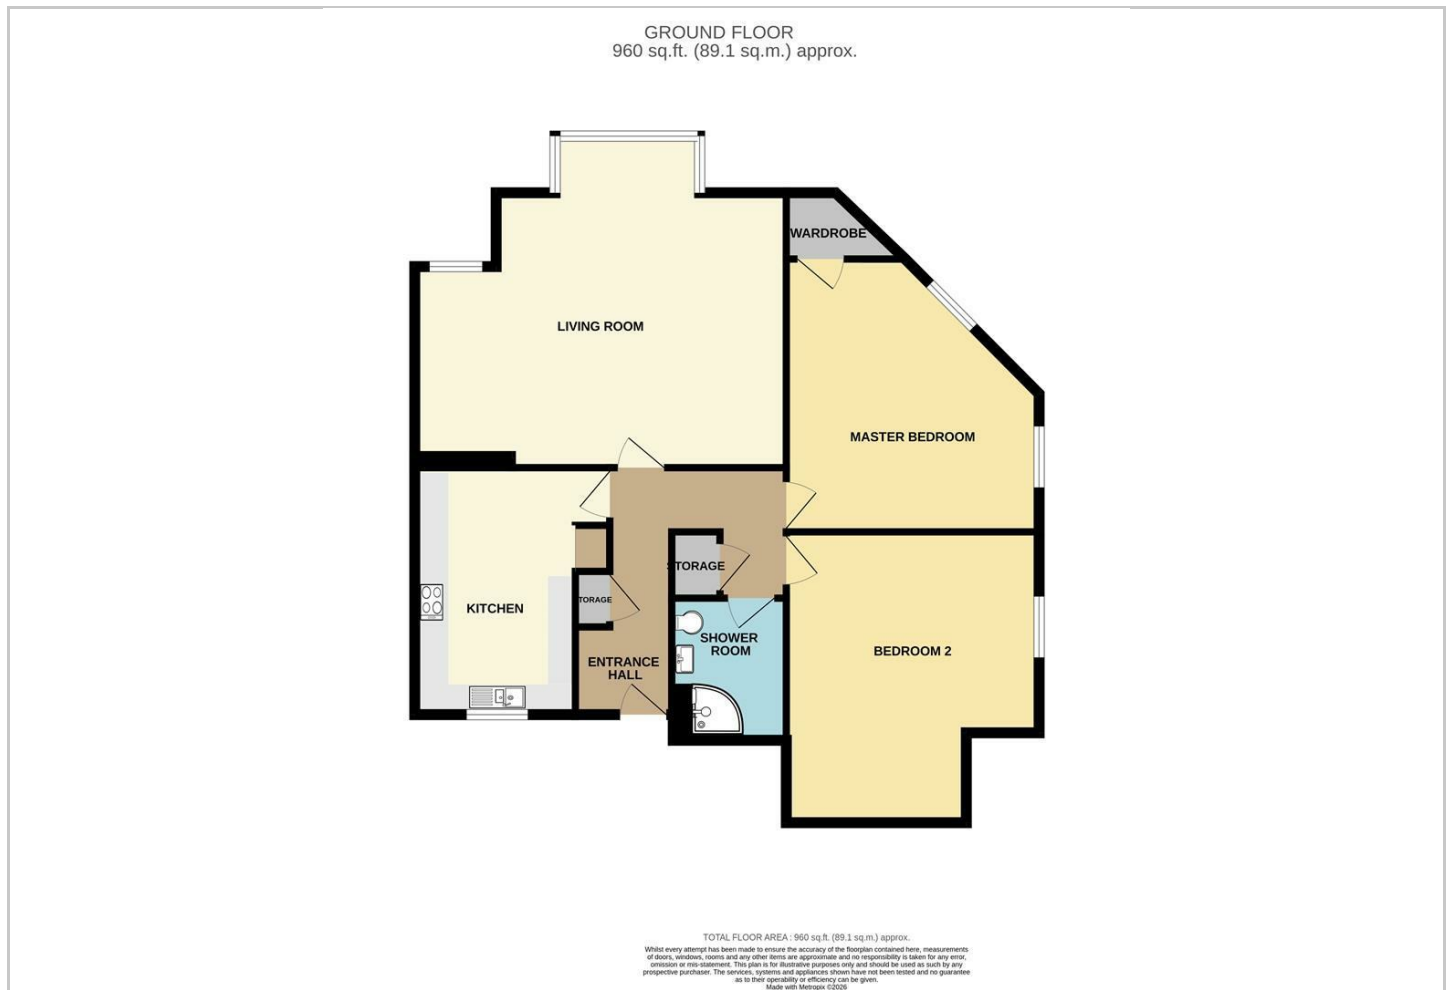 GROUND FLOOR
960 sq.ft. (89.1 sq.m.) approx.
WARDROBE
LIVING ROOM
MASTER BEDROOM
STORAGE
TORAGE
KITCHEN
SHOWER
ROOM
BEDROOM 2
ENTRANCE
HALL
TOTAL FLOOR AREA : 960 sq.ft. (89.1 sq.m.) approx.
Whilst every attempt has been made to ensure the accuracy of the floorplan contained here, measurements
of doors, windows, rooms and any other items are approximate and no responsibility is taken for any error,
omission or mis-statement. This plan is for illustrative purposes only and should be used as such by any
prospective purchaser. The services, systems and appliances shown have not been tested and no guarantee
as to their operability or efficiency can be given.
Made with Metropix ©2026